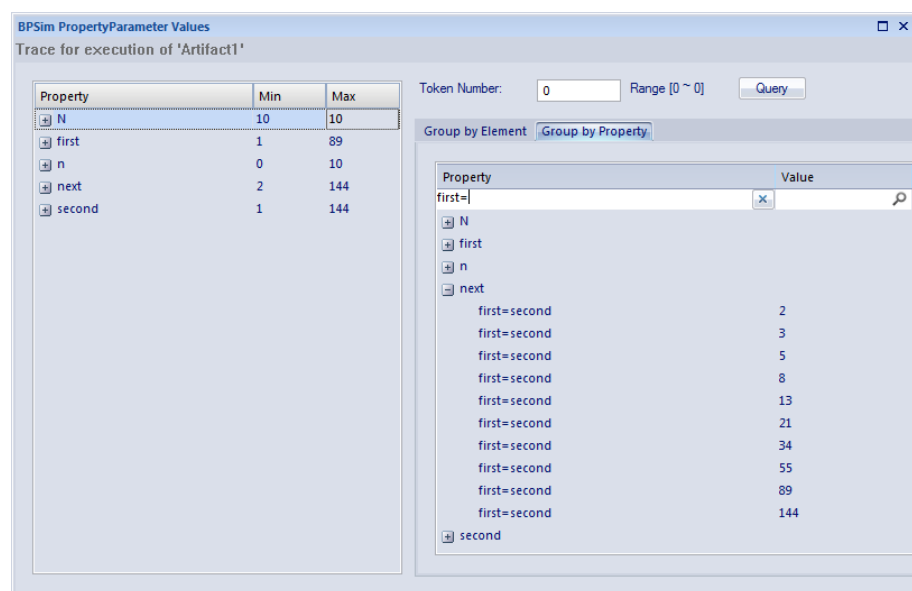 BPSim PropertyParameter Values
Trace for execution of 'Artifact1'
Property Min Max
N 10 10
first 1 89
n 0 10
next 2 144
second 1 144
Token Number: 0 Range [0 ~ 0] Query
Group by Element Group by Property
Property Value
first=
N
first
n
next
first=second 2
first=second 3
first=second 5
first=second 8
first=second 13
first=second 21
first=second 34
first=second 55
first=second 89
first=second 144
second